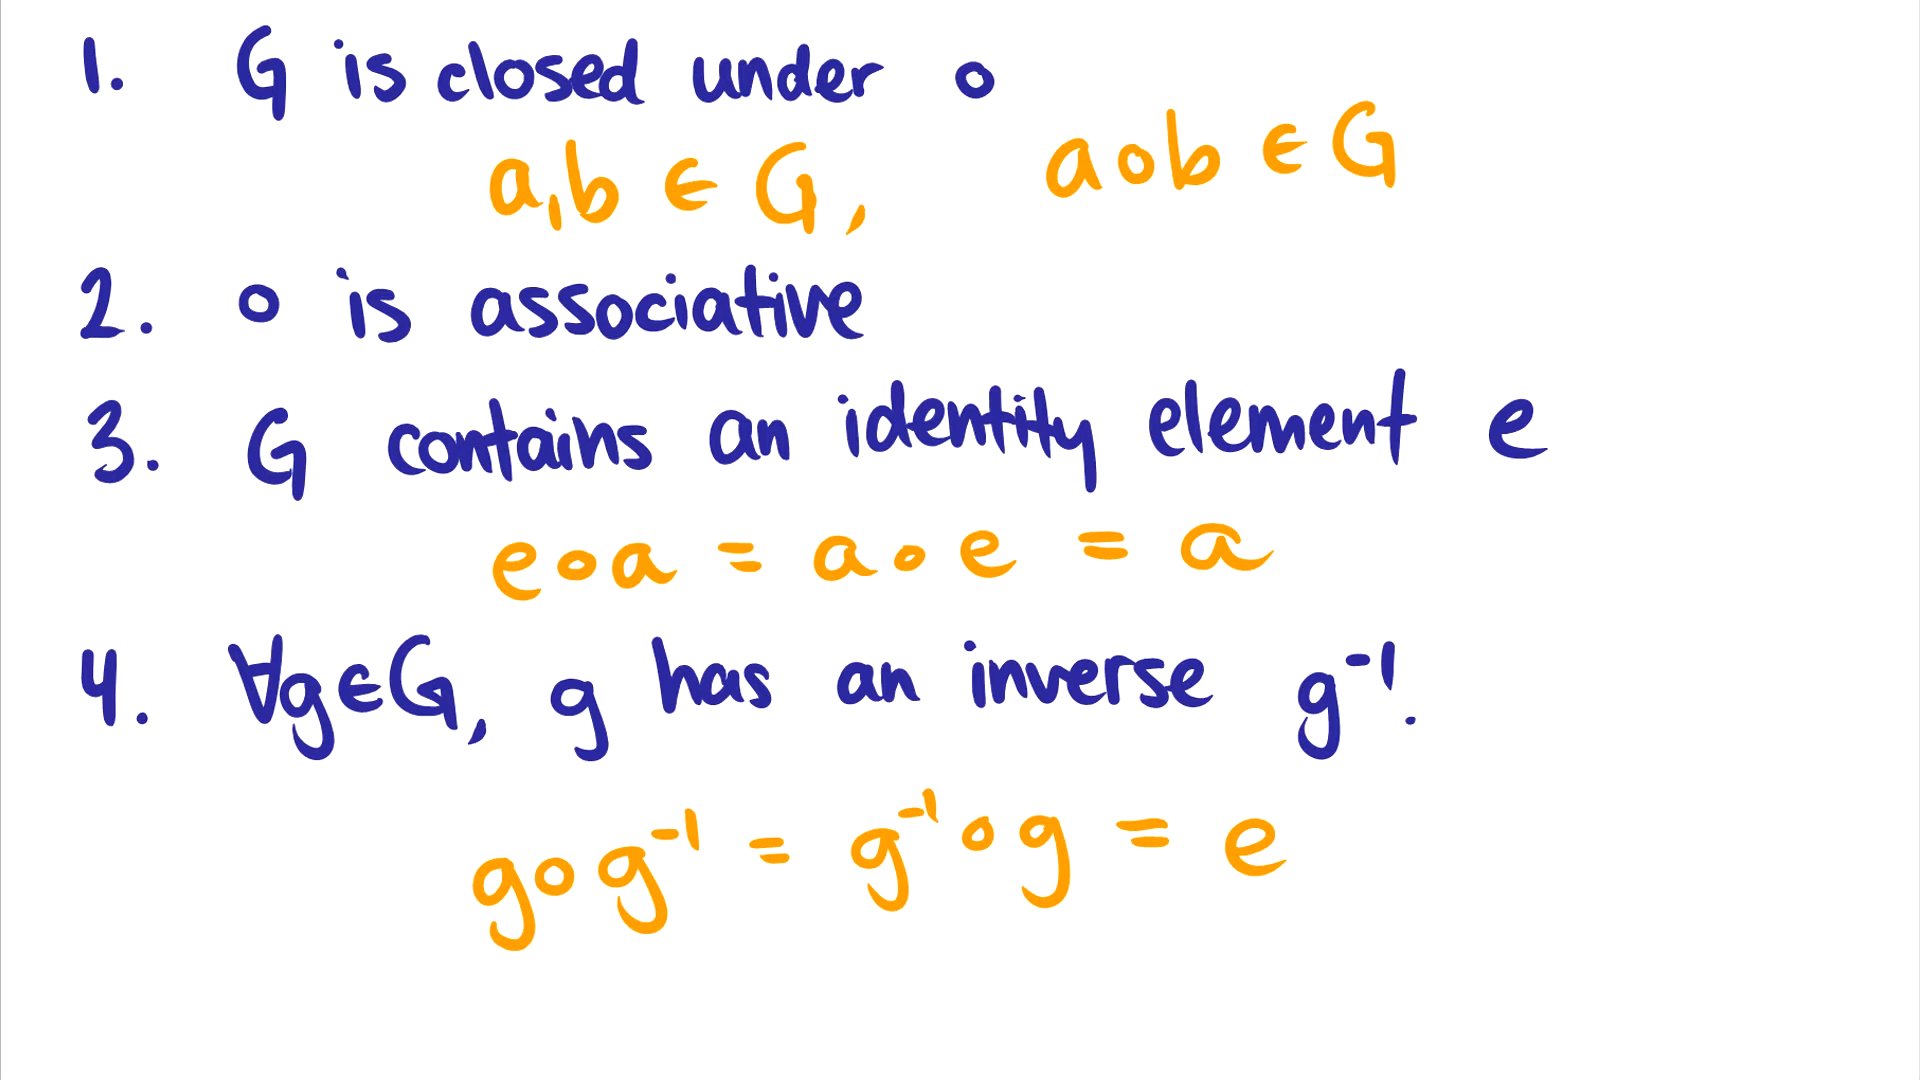 1. G is closed under ∘
a,b ∈ G, a∘b ∈ G
2. ∘ is associative
3. G contains an identity element e
e∘a = a∘e = a
4. ∀g∈G, g has an inverse g⁻¹.
g∘g⁻¹ = g⁻¹∘g = e